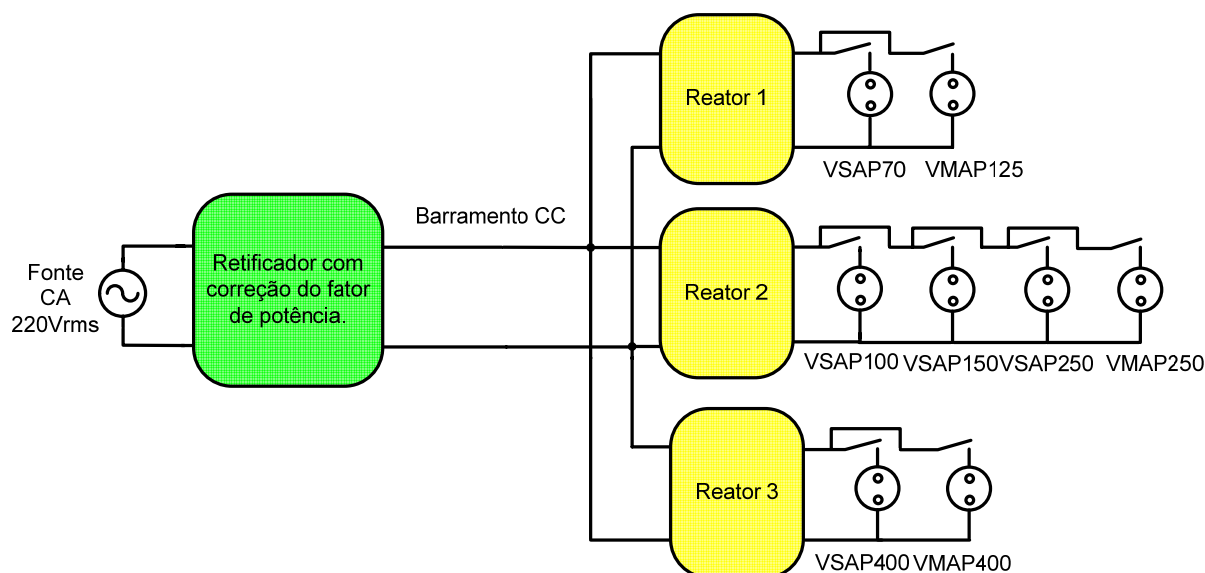 Reator 1
VSAP70
VMAP125
Barramento CC
Fonte
CA
220Vrms
Retificador com
correção do fator
de potência.
Reator 2
VSAP100
VSAP150
VSAP250
VMAP250
Reator 3
VSAP400
VMAP400